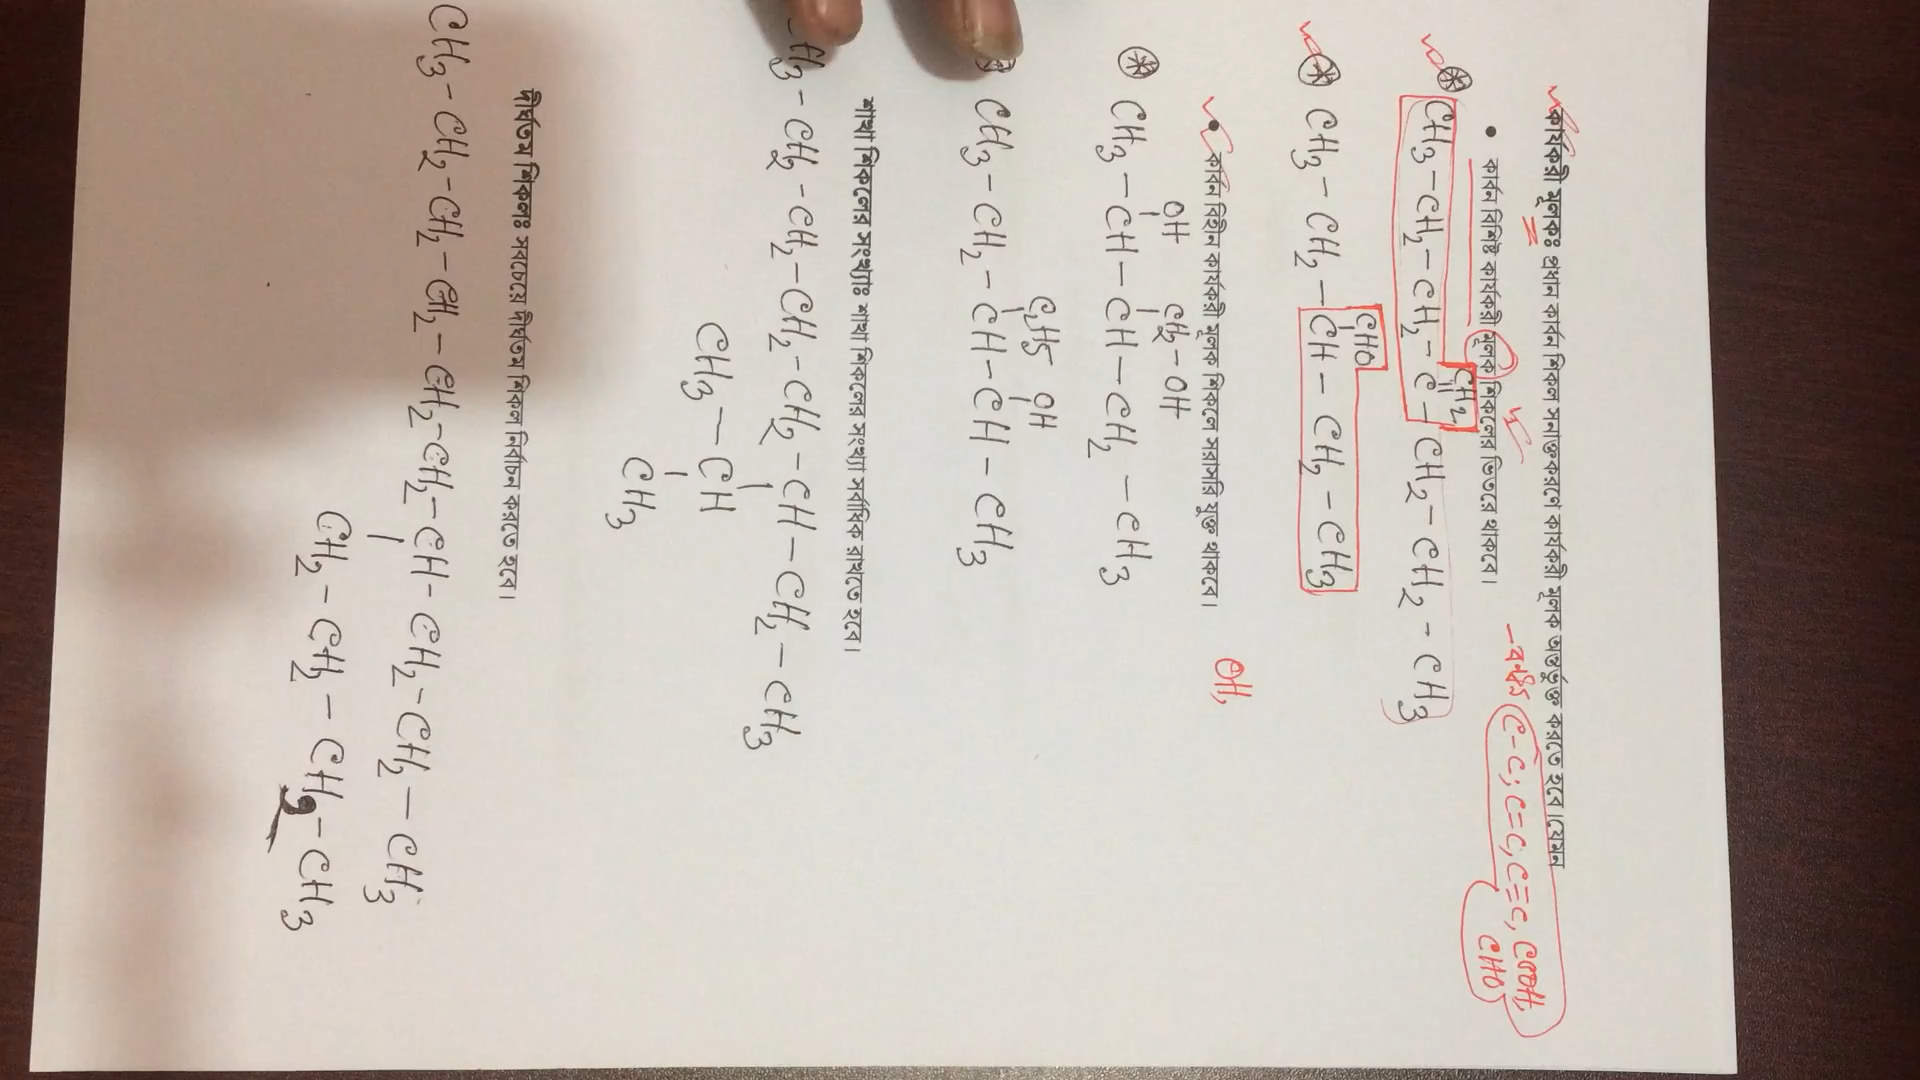 কার্যকরী মূলকঃ প্রধান কার্বন শিকল সনাক্তকরণে কার্যকরী মূলক অন্তর্ভুক্ত করতে হবে। যেমন
• কার্বন বিশিষ্ট কার্যকরী মূলক শিকলের ভিতরে থাকবে।
C-C; C=C, C≡C, COOH,
CHO
CH2
CH3-CH2-CH2-C-CH2-CH2-CH3
CHO
CH3-CH2-CH-CH2-CH3
• কার্বন বিহীন কার্যকরী মূলক শিকলে সরাসরি যুক্ত থাকবে। OH,
OH CH2-OH
CH3-CH-CH-CH2-CH3
C2H5 OH
CH3-CH2-CH-CH-CH3
শাখা শিকলের সংখ্যাঃ শাখা শিকলের সংখ্যা সর্বাধিক রাখতে হবে।
CH3-CH2-CH2-CH2-CH2-CH-CH2-CH3
CH3-CH
CH3
দীর্ঘতম শিকলঃ সবচেয়ে দীর্ঘতম শিকল নির্বাচন করতে হবে।
CH3-CH2-CH2-CH2-CH2-CH2-CH-CH2-CH2-CH3
CH2-CH2-CH2-CH3